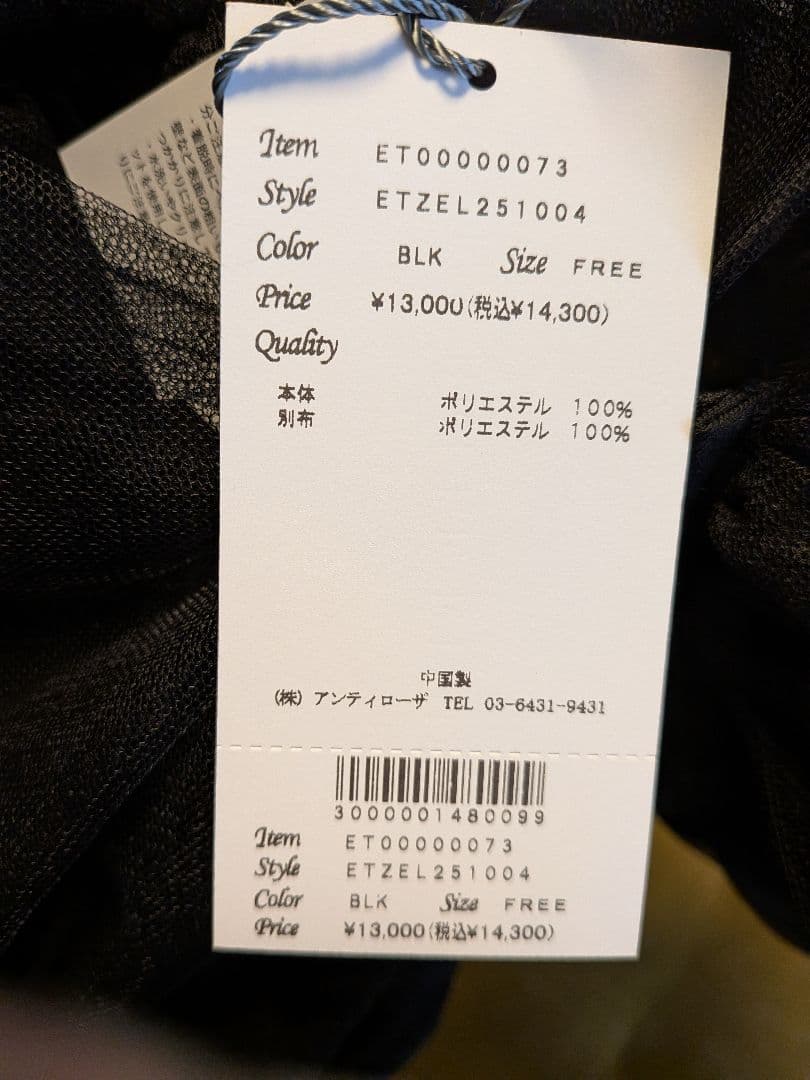 Item ET00000073
Style ETZEL251004
Color BLK Size FREE
Price ¥13,000(税込¥14,300)
Quality
本体 ポリエステル 100%
別布 ポリエステル 100%
中国製
(株) アンティローザ TEL 03-6431-9431
3000001480099
Item ET00000073
Style ETZEL251004
Color BLK Size FREE
Price ¥13,000(税込¥14,300)